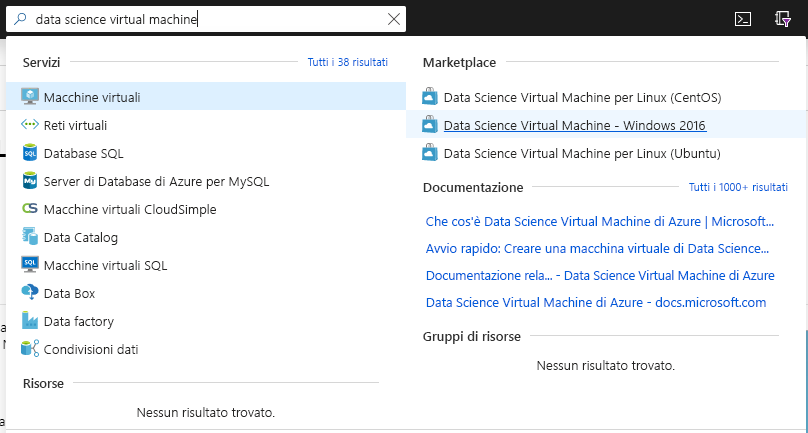 data science virtual machine
Servizi
Tutti i 38 risultati
Macchine virtuali
Reti virtuali
Database SQL
Server di Database di Azure per MySQL
Macchine virtuali CloudSimple
Data Catalog
Macchine virtuali SQL
Data Box
Data factory
Condivisioni dati
Risorse
Nessun risultato trovato.
Marketplace
Data Science Virtual Machine per Linux (CentOS)
Data Science Virtual Machine - Windows 2016
Data Science Virtual Machine per Linux (Ubuntu)
Documentazione
Tutti i 1000+ risultati
Che cos'è Data Science Virtual Machine di Azure | Microsoft...
Avvio rapido: Creare una macchina virtuale di Data Science...
Documentazione rela... - Data Science Virtual Machine di Azure
Data Science Virtual Machine di Azure - docs.microsoft.com
Gruppi di risorse
Nessun risultato trovato.